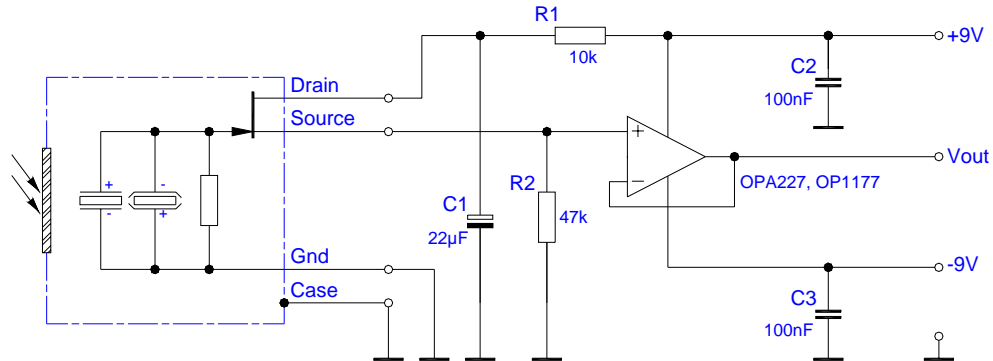 R1
10k
+9V
Drain
C2
100nF
Source
+
Vout
+
-
-
+
R2
47k
−
OPA227, OP1177
C1
22µF
Gnd
-9V
Case
C3
100nF